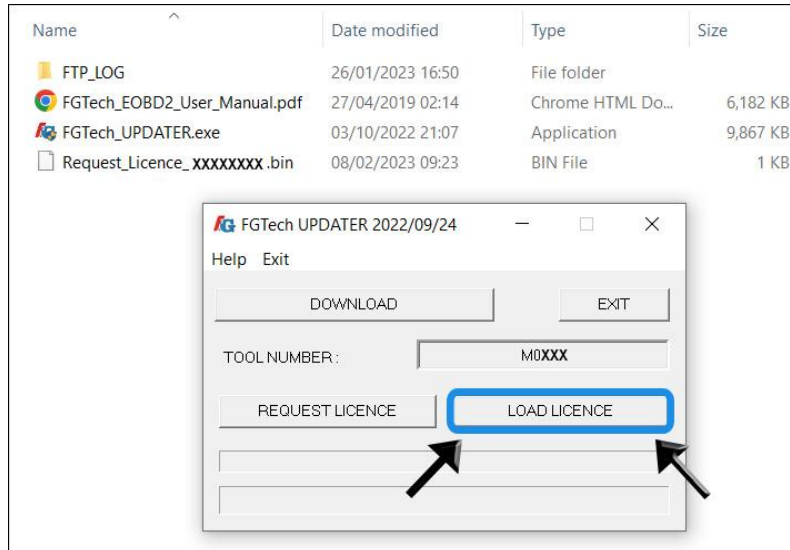 Name Date modified Type Size
FTP_LOG 26/01/2023 16:50 File folder
FGTech_EOBD2_User_Manual.pdf 27/04/2019 02:14 Chrome HTML Do... 6,182 KB
FGTech_UPDATER.exe 03/10/2022 21:07 Application 9,867 KB
Request_Licence_ XXXXXXXX .bin 08/02/2023 09:23 BIN File 1 KB
FG FGTech UPDATER 2022/09/24
Help Exit
DOWNLOAD EXIT
TOOL NUMBER : M0XXX
REQUEST LICENCE LOAD LICENCE